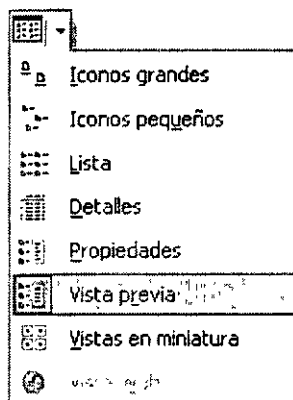 Iconos grandes
Iconos pequeños
Lista
Detalles
Propiedades
Vista previa
Vistas en miniatura